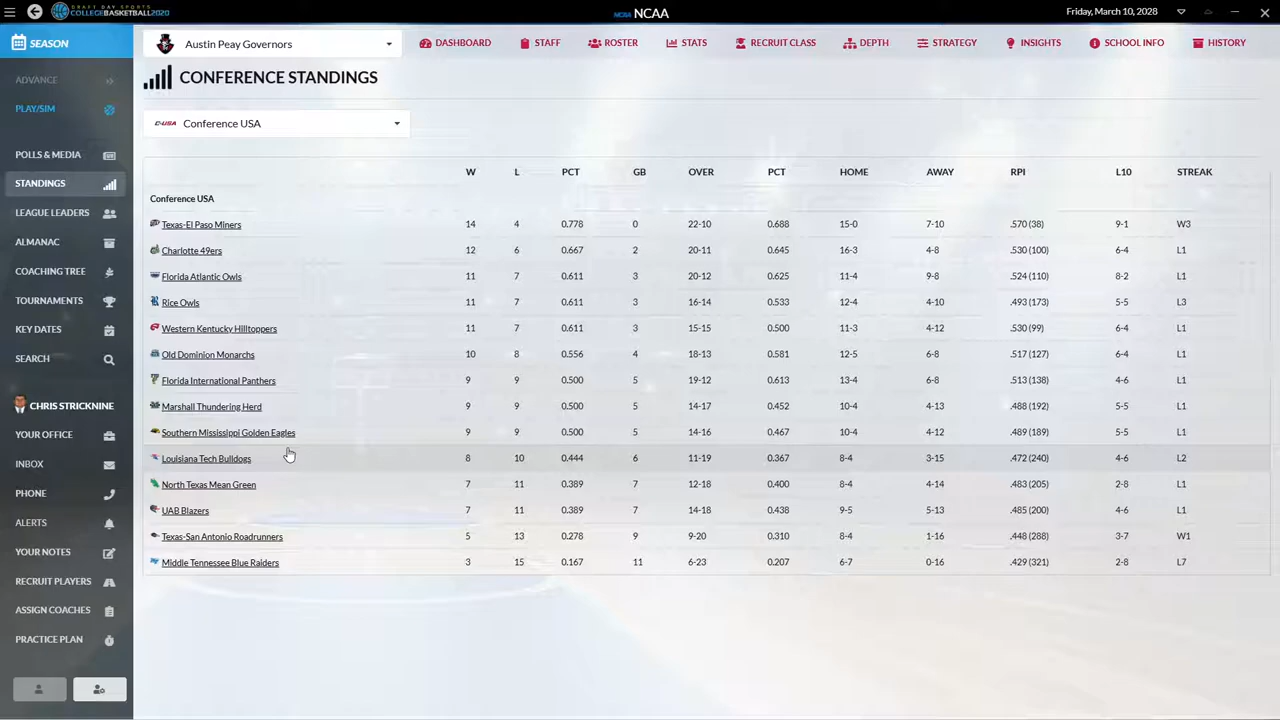 DRAFT DAY SPORTS
COLLEGE BASKETBALL 2020
NCAA NCAA
Friday, March 10, 2028
SEASON
ADVANCE
PLAY/SIM
POLLS & MEDIA
STANDINGS
LEAGUE LEADERS
ALMANAC
COACHING TREE
TOURNAMENTS
KEY DATES
SEARCH
CHRIS STRICKNINE
YOUR OFFICE
INBOX
PHONE
ALERTS
YOUR NOTES
RECRUIT PLAYERS
ASSIGN COACHES
PRACTICE PLAN
Austin Peay Governors
DASHBOARD STAFF ROSTER STATS RECRUIT CLASS DEPTH STRATEGY INSIGHTS SCHOOL INFO HISTORY
CONFERENCE STANDINGS
C-USA Conference USA
W L PCT GB OVER PCT HOME AWAY RPI L10 STREAK
Conference USA
Texas-El Paso Miners 14 4 0.778 0 22-10 0.688 15-0 7-10 .570 (38) 9-1 W3
Charlotte 49ers 12 6 0.667 2 20-11 0.645 16-3 4-8 .530 (100) 6-4 L1
Florida Atlantic Owls 11 7 0.611 3 20-12 0.625 11-4 9-8 .524 (110) 8-2 L1
Rice Owls 11 7 0.611 3 16-14 0.533 12-4 4-10 .493 (173) 5-5 L3
Western Kentucky Hilltoppers 11 7 0.611 3 15-15 0.500 11-3 4-12 .530 (99) 6-4 L1
Old Dominion Monarchs 10 8 0.556 4 18-13 0.581 12-5 6-8 .517 (127) 6-4 L1
Florida International Panthers 9 9 0.500 5 19-12 0.613 13-4 6-8 .513 (138) 4-6 L1
Marshall Thundering Herd 9 9 0.500 5 14-17 0.452 10-4 4-13 .488 (192) 5-5 L1
Southern Mississippi Golden Eagles 9 9 0.500 5 14-16 0.467 10-4 4-12 .489 (189) 5-5 L1
Louisiana Tech Bulldogs 8 10 0.444 6 11-19 0.367 8-4 3-15 .472 (240) 4-6 L2
North Texas Mean Green 7 11 0.389 7 12-18 0.400 8-4 4-14 .483 (205) 2-8 L1
UAB Blazers 7 11 0.389 7 14-18 0.438 9-5 5-13 .485 (200) 4-6 L1
Texas-San Antonio Roadrunners 5 13 0.278 9 9-20 0.310 8-4 1-16 .448 (288) 3-7 W1
Middle Tennessee Blue Raiders 3 15 0.167 11 6-23 0.207 6-7 0-16 .429 (321) 2-8 L7